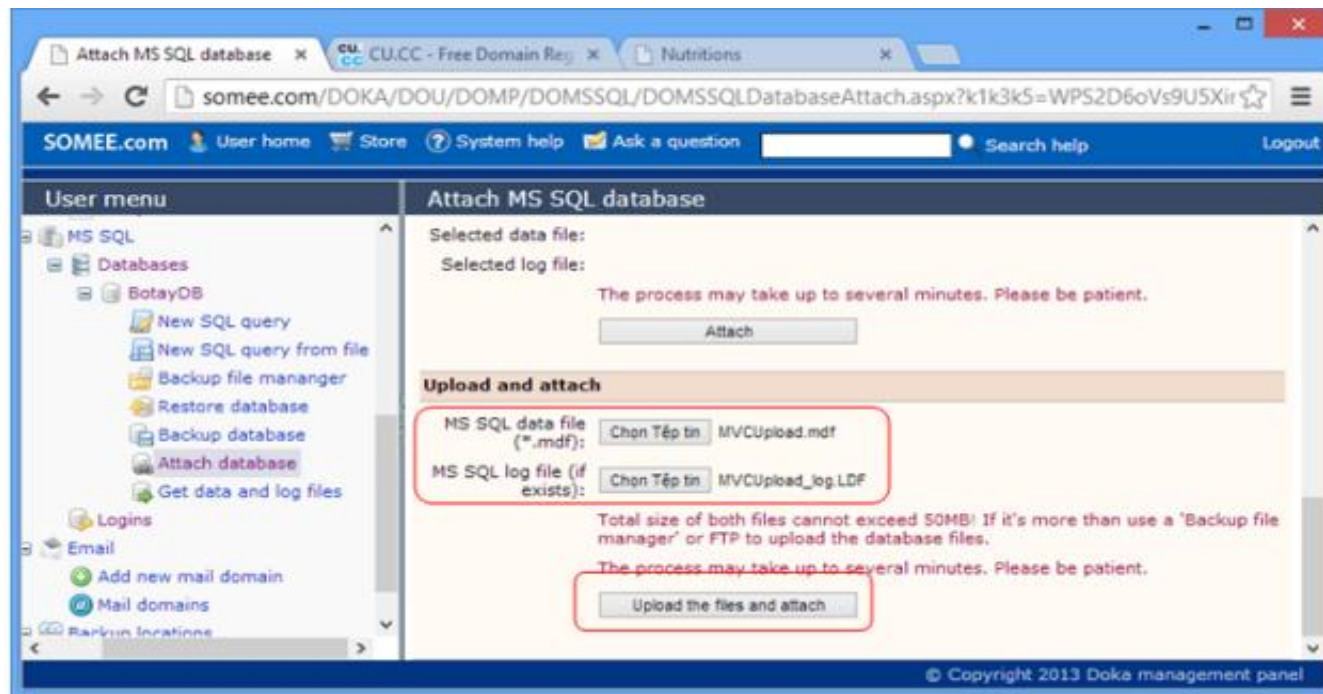 Attach MS SQL database
CU.CC - Free Domain Reg
Nutritions
somee.com/DOKA/DOU/DOMP/DOMSSQL/DOMSSQLDatabaseAttach.aspx?k1k3k5=WPS2D6oVs9U5Xir
SOMEE.com User home Store System help Ask a question Search help Logout
User menu
MS SQL
Databases
BotayDB
New SQL query
New SQL query from file
Backup file mananger
Restore database
Backup database
Attach database
Get data and log files
Logins
Email
Add new mail domain
Mail domains
Backup locations
Attach MS SQL database
Selected data file:
Selected log file:
The process may take up to several minutes. Please be patient.
Attach
Upload and attach
MS SQL data file
(*.mdf):
Chọn Tệp tin MVCUpload.mdf
MS SQL log file (if
exists):
Chọn Tệp tin MVCUpload_log.LDF
Total size of both files cannot exceed 50MB! If it's more than use a 'Backup file
manager' or FTP to upload the database files.
The process may take up to several minutes. Please be patient.
Upload the files and attach
© Copyright 2013 Doka management panel